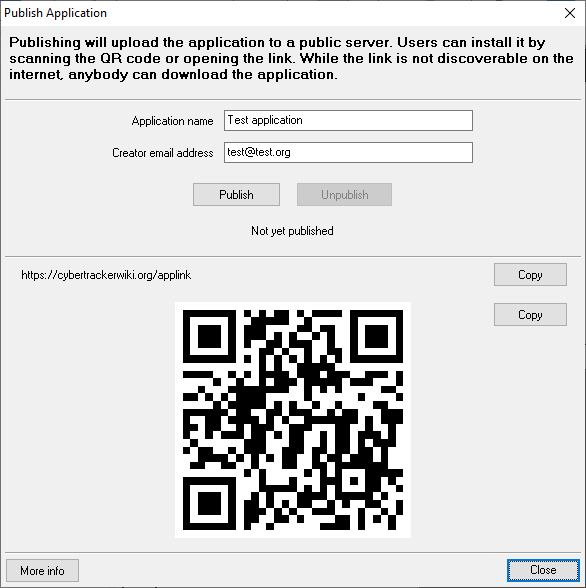 Publish Application
Publishing will upload the application to a public server. Users can install it by
scanning the QR code or opening the link. While the link is not discoverable on the
internet, anybody can download the application.
Application name Test application
Creator email address test@test.org
Publish Unpublish
Not yet published
https://cybertrackerwiki.org/applink Copy
Copy
More info Close